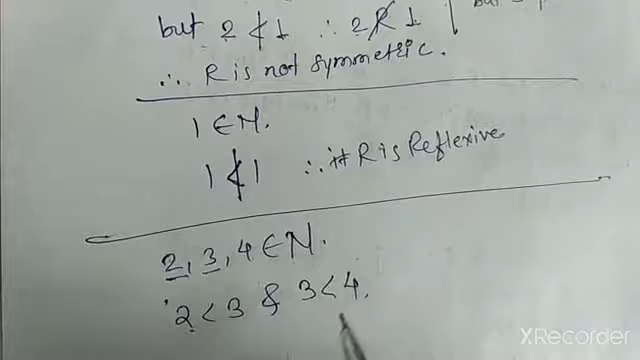 but 2 ≮ 1 ∴ 2 R̸ 1 | but
∴ R is not symmetric.
1 ∈ N.
1 ≮ 1 ∴ R is Reflexive
2, 3, 4 ∈ N.
2 < 3 & 3 < 4.
XRecorder